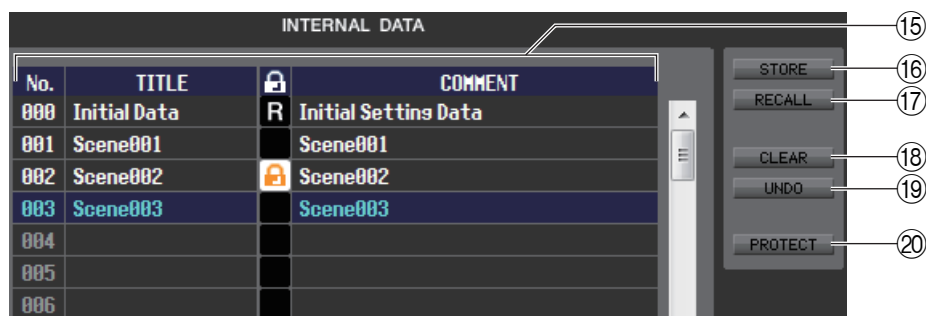 INTERNAL DATA
⑮
No. TITLE COMMENT
000 Initial Data R Initial Setting Data
001 Scene001 Scene001
002 Scene002 Scene002
003 Scene003 Scene003
004
005
006
STORE ⑯
RECALL ⑰
CLEAR ⑱
UNDO ⑲
PROTECT ⑳